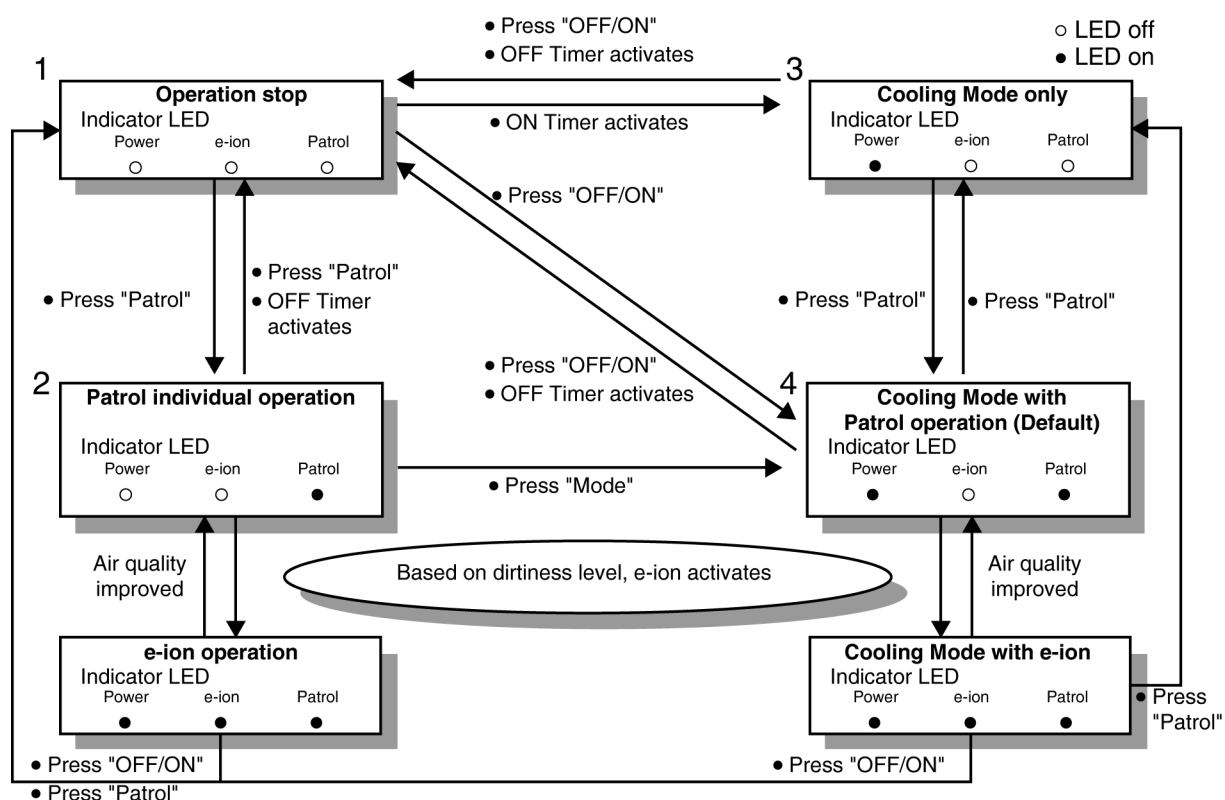 ● Press "OFF/ON"
● OFF Timer activates
○ LED off
● LED on
1
Operation stop
Indicator LED
Power e-ion Patrol
● ON Timer activates
3
Cooling Mode only
Indicator LED
Power e-ion Patrol
● Press "OFF/ON"
● Press "Patrol"
● Press "Patrol"
● OFF Timer
activates
● Press "Patrol"
● Press "Patrol"
● Press "OFF/ON"
● OFF Timer activates
2
Patrol individual operation
Indicator LED
Power e-ion Patrol
● Press "Mode"
4
Cooling Mode with
Patrol operation (Default)
Indicator LED
Power e-ion Patrol
Air quality
improved
Based on dirtiness level, e-ion activates
Air quality
improved
e-ion operation
Indicator LED
Power e-ion Patrol
Cooling Mode with e-ion
Indicator LED
Power e-ion Patrol
● Press
"Patrol"
● Press "OFF/ON"
● Press "Patrol"
● Press "OFF/ON"